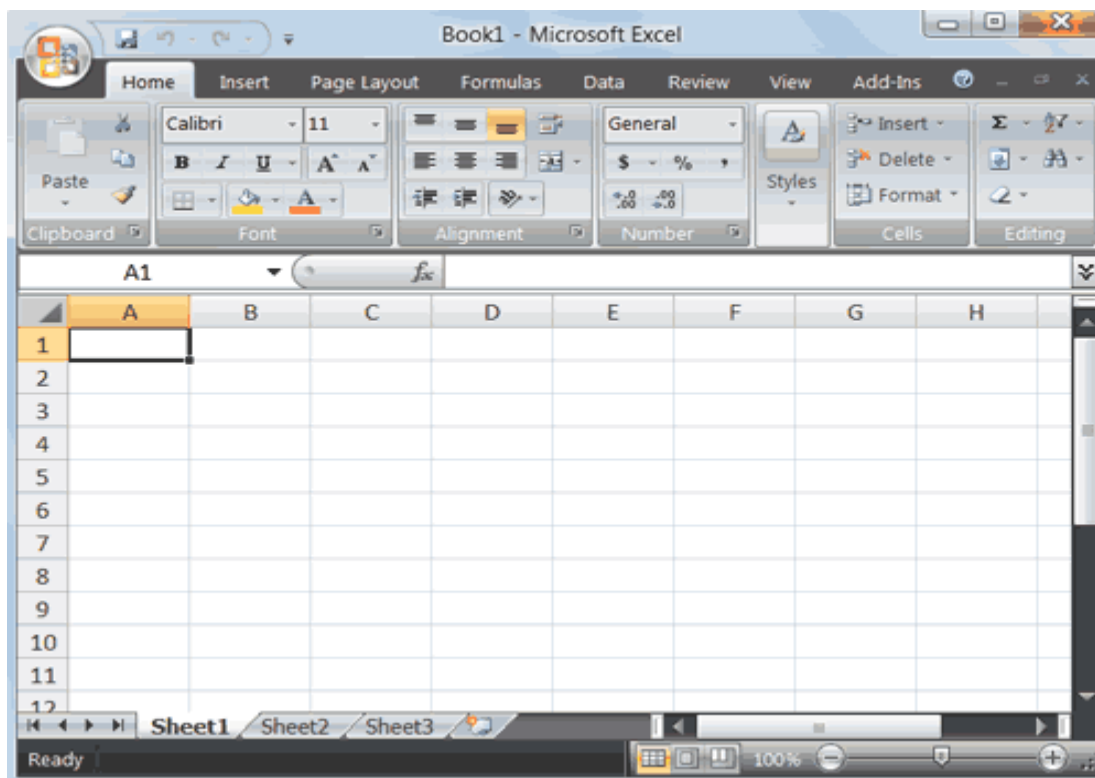 Book1 - Microsoft Excel
Home Insert Page Layout Formulas Data Review View Add-Ins
Calibri 11 General Insert Σ
Paste B I U A A $ % , Styles Delete
A Format
Clipboard Font Alignment Number Cells Editing
A1 fx
A B C D E F G H
1
2
3
4
5
6
7
8
9
10
11
12
Sheet1 Sheet2 Sheet3
Ready 100%